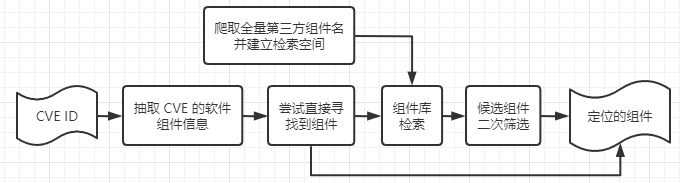 爬取全量第三方组件名
并建立检索空间
CVE ID
抽取 CVE 的软件
组件信息
尝试直接寻
找到组件
组件库
检索
候选组件
二次筛选
定位的组件